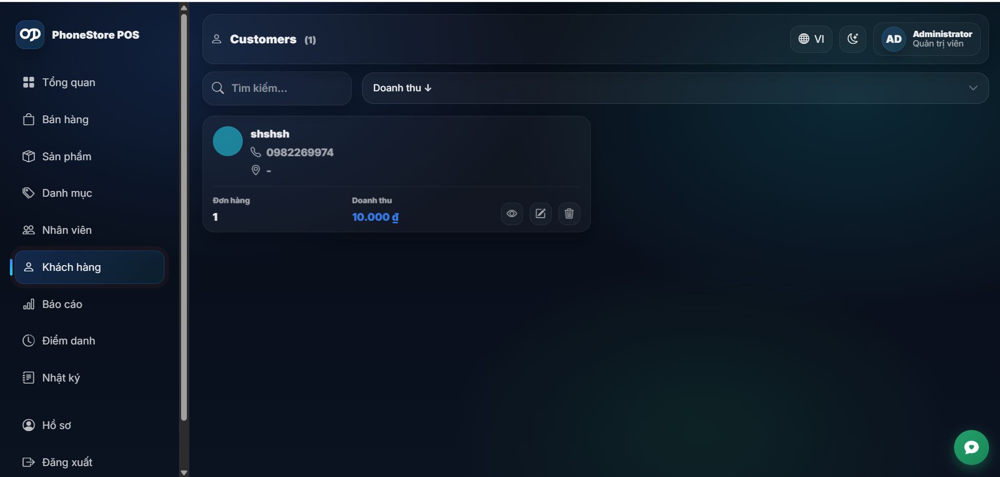 PhoneStore POS
Tổng quan
Bán hàng
Sản phẩm
Danh mục
Nhân viên
Khách hàng
Báo cáo
Điểm danh
Nhật ký
Hồ sơ
Đăng xuất
Customers (1)
VI
AD
Administrator
Quản trị viên
Tìm kiếm...
Doanh thu ↓
shshsh
0982269974
-
Đơn hàng
1
Doanh thu
10.000 ₫